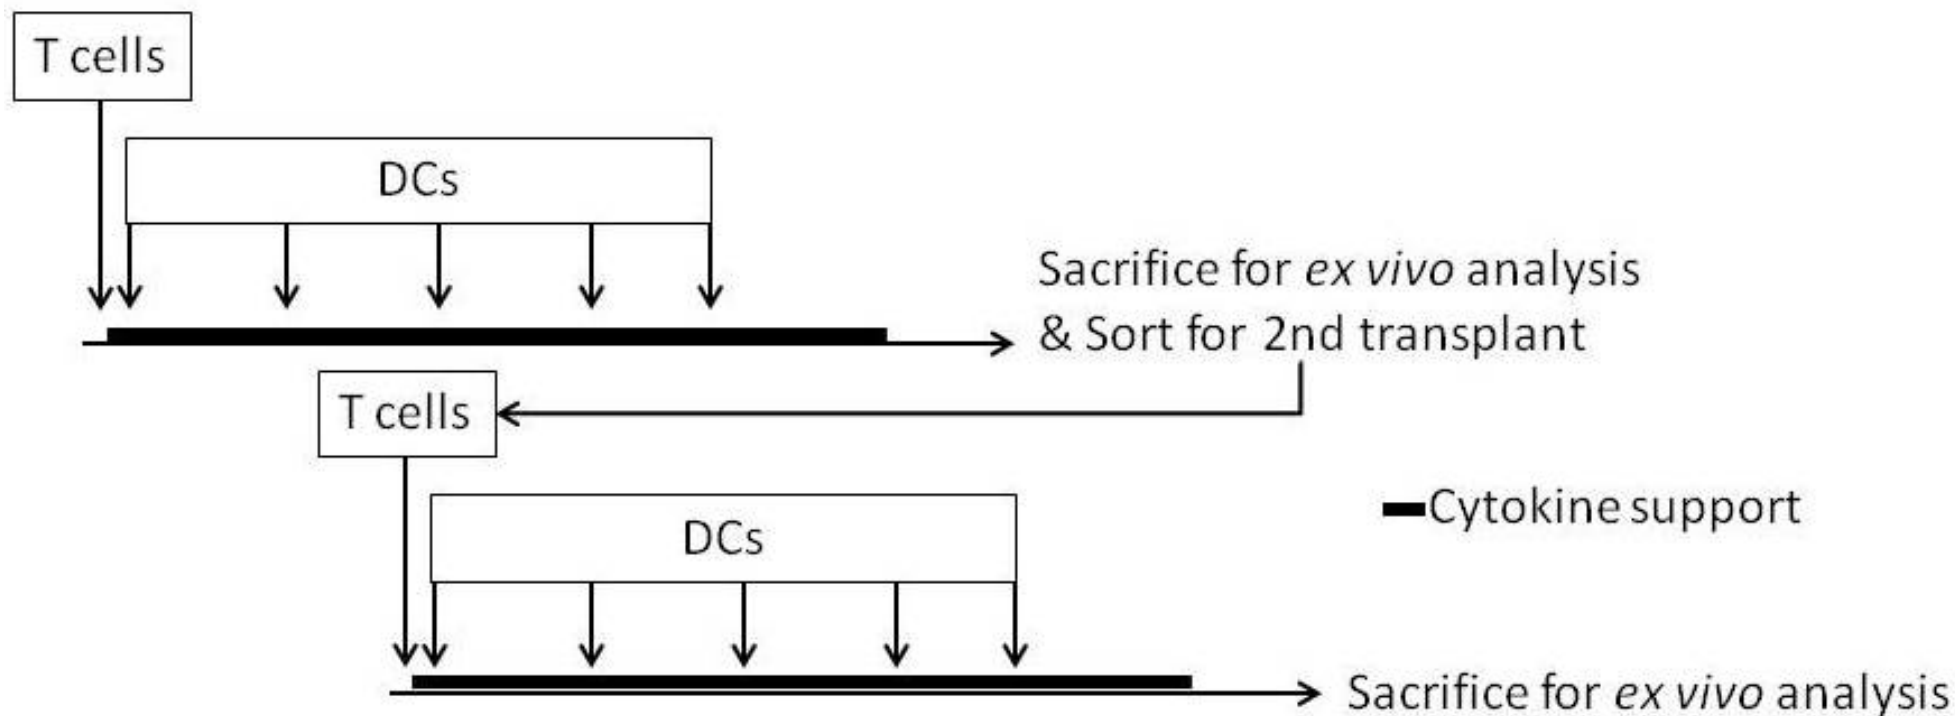 T cells
DCs
Sacrifice for ex vivo analysis
& Sort for 2nd transplant
T cells
DCs
Cytokine support
Sacrifice for ex vivo analysis